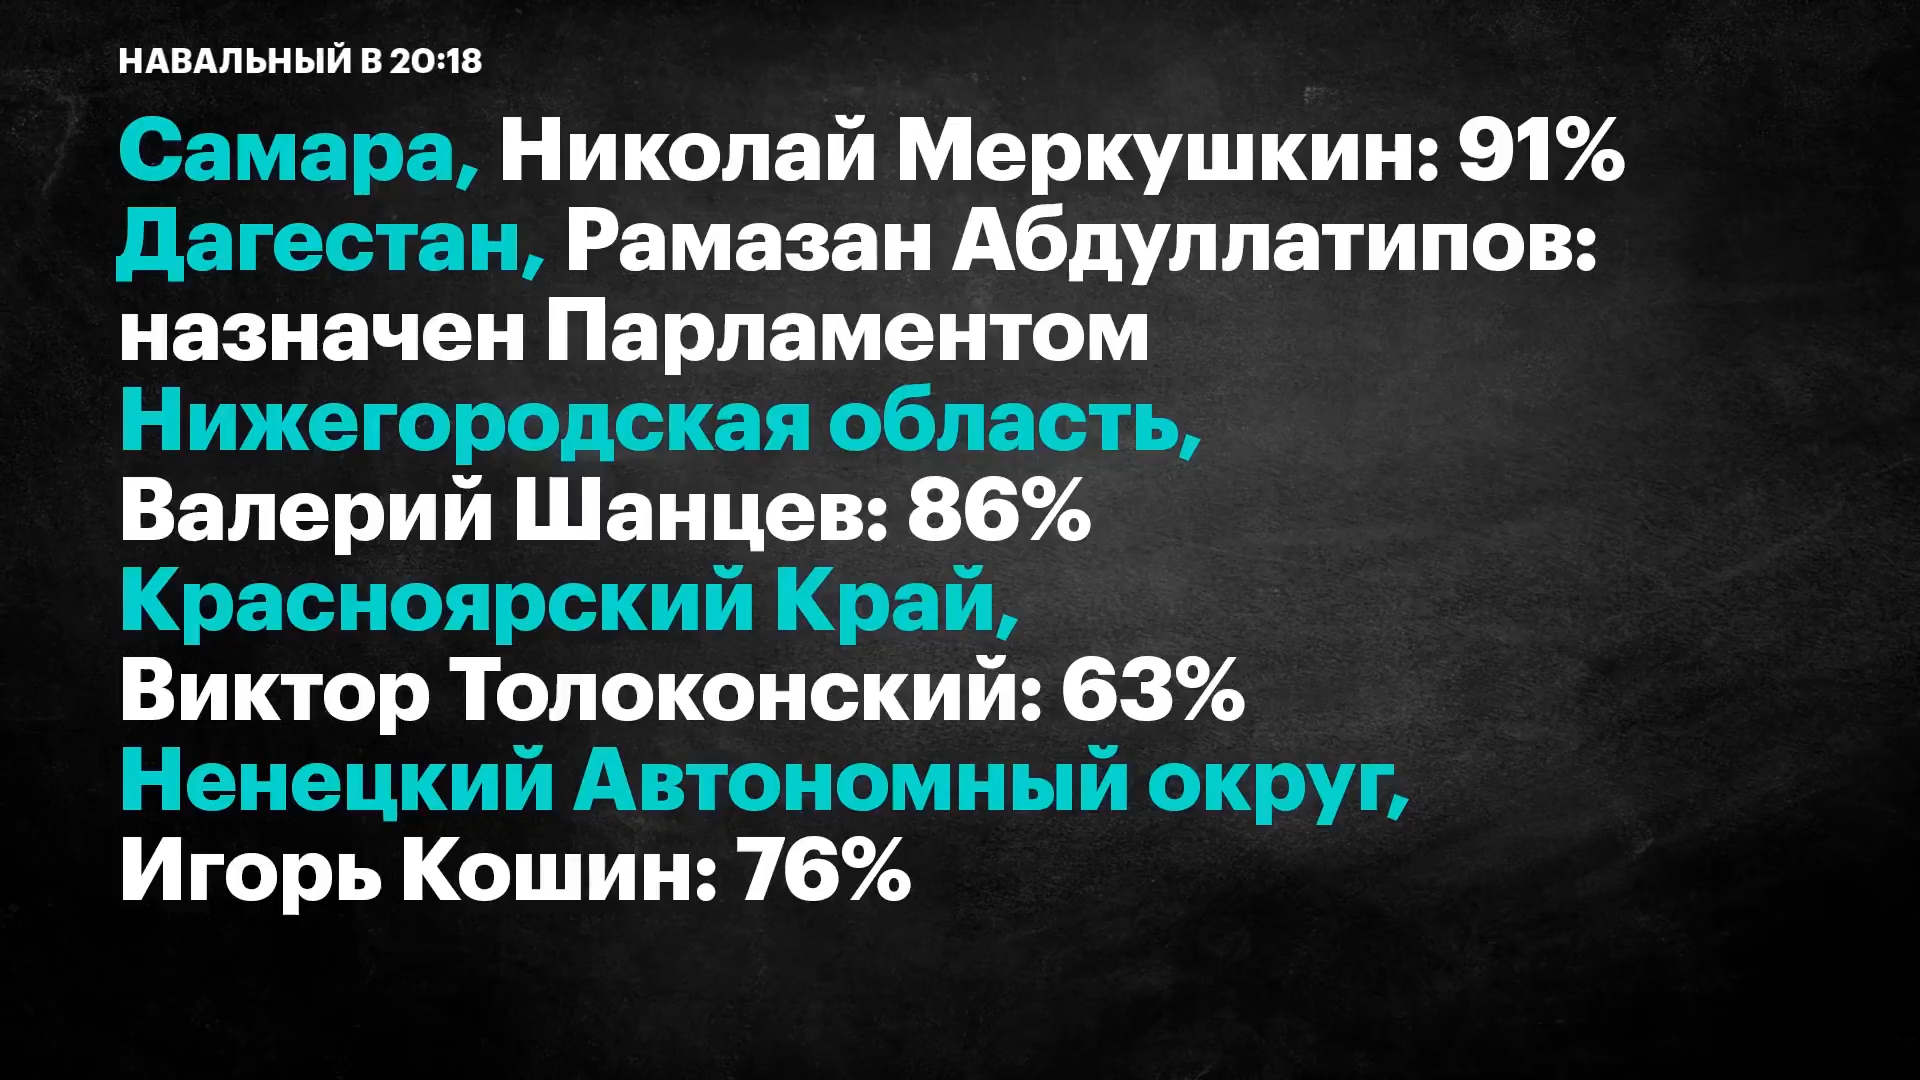 НАВАЛЬНЫЙ В 20:18
Самара, Николай Меркушкин: 91%
Дагестан, Рамазан Абдуллатипов:
назначен Парламентом
Нижегородская область,
Валерий Шанцев: 86%
Красноярский Край,
Виктор Толоконский: 63%
Ненецкий Автономный округ,
Игорь Кошин: 76%